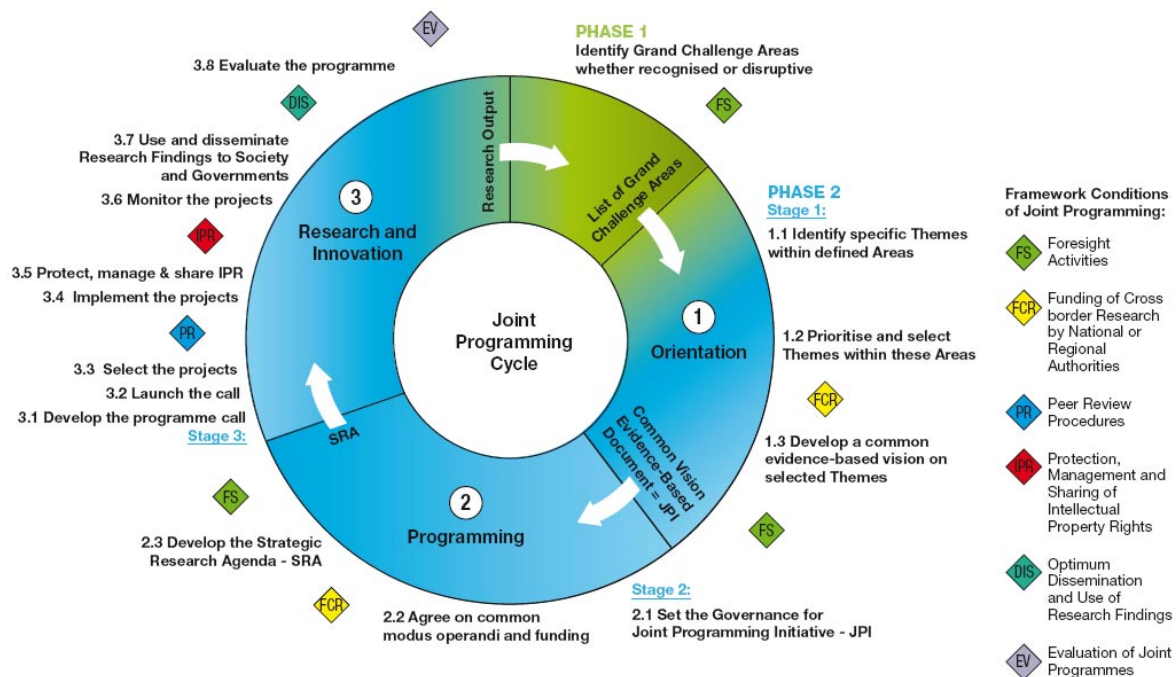 EV
PHASE 1
Identify Grand Challenge Areas
whether recognised or disruptive
FS
List of Grand
Challenge Areas
PHASE 2
Stage 1:
1.1 Identify specific Themes
within defined Areas
1
Orientation
1.2 Prioritise and select
Themes within these Areas
FCR
1.3 Develop a common
evidence-based vision on
selected Themes
FS
Common Vision
Evidence-Based
Document = JPI
Stage 2:
2.1 Set the Governance for
Joint Programming Initiative - JPI
2
Programming
2.2 Agree on common
modus operandi and funding
FCR
2.3 Develop the Strategic
Research Agenda - SRA
FS
SRA
Stage 3:
3.1 Develop the programme call
3.2 Launch the call
3.3 Select the projects
PR
3.4 Implement the projects
3.5 Protect, manage & share IPR
IPR
3.6 Monitor the projects
3.7 Use and disseminate
Research Findings to Society
and Governments
DIS
3.8 Evaluate the programme
3
Research and
Innovation
Research Output
Joint
Programming
Cycle
Framework Conditions
of Joint Programming:
FS
Foresight
Activities
FCR
Funding of Cross
border Research
by National or
Regional
Authorities
PR
Peer Review
Procedures
IPR
Protection,
Management and
Sharing of
Intellectual
Property Rights
DIS
Optimum
Dissemination
and Use of
Research Findings
EV
Evaluation of Joint
Programmes